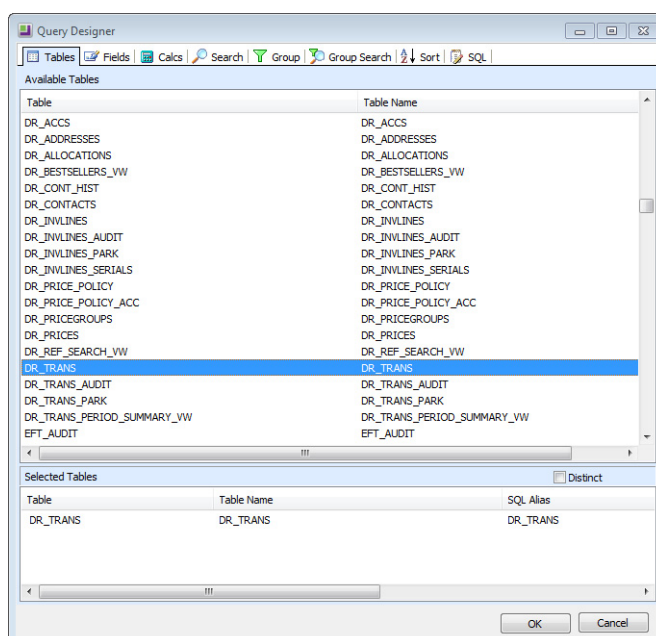 Query Designer
Tables Fields Calcs Search Group Group Search Sort SQL
Available Tables
Table Table Name
DR_ACCS DR_ACCS
DR_ADDRESSES DR_ADDRESSES
DR_ALLOCATIONS DR_ALLOCATIONS
DR_BESTSELLERS_VW DR_BESTSELLERS_VW
DR_CONT_HIST DR_CONT_HIST
DR_CONTACTS DR_CONTACTS
DR_INVLINES DR_INVLINES
DR_INVLINES_AUDIT DR_INVLINES_AUDIT
DR_INVLINES_PARK DR_INVLINES_PARK
DR_INVLINES_SERIALS DR_INVLINES_SERIALS
DR_PRICE_POLICY DR_PRICE_POLICY
DR_PRICE_POLICY_ACC DR_PRICE_POLICY_ACC
DR_PRICEGROUPS DR_PRICEGROUPS
DR_PRICES DR_PRICES
DR_REF_SEARCH_VW DR_REF_SEARCH_VW
DR_TRANS DR_TRANS
DR_TRANS_AUDIT DR_TRANS_AUDIT
DR_TRANS_PARK DR_TRANS_PARK
DR_TRANS_PERIOD_SUMMARY_VW DR_TRANS_PERIOD_SUMMARY_VW
EFT_AUDIT EFT_AUDIT
Selected Tables Distinct
Table Table Name SQL Alias
DR_TRANS DR_TRANS DR_TRANS
OK Cancel